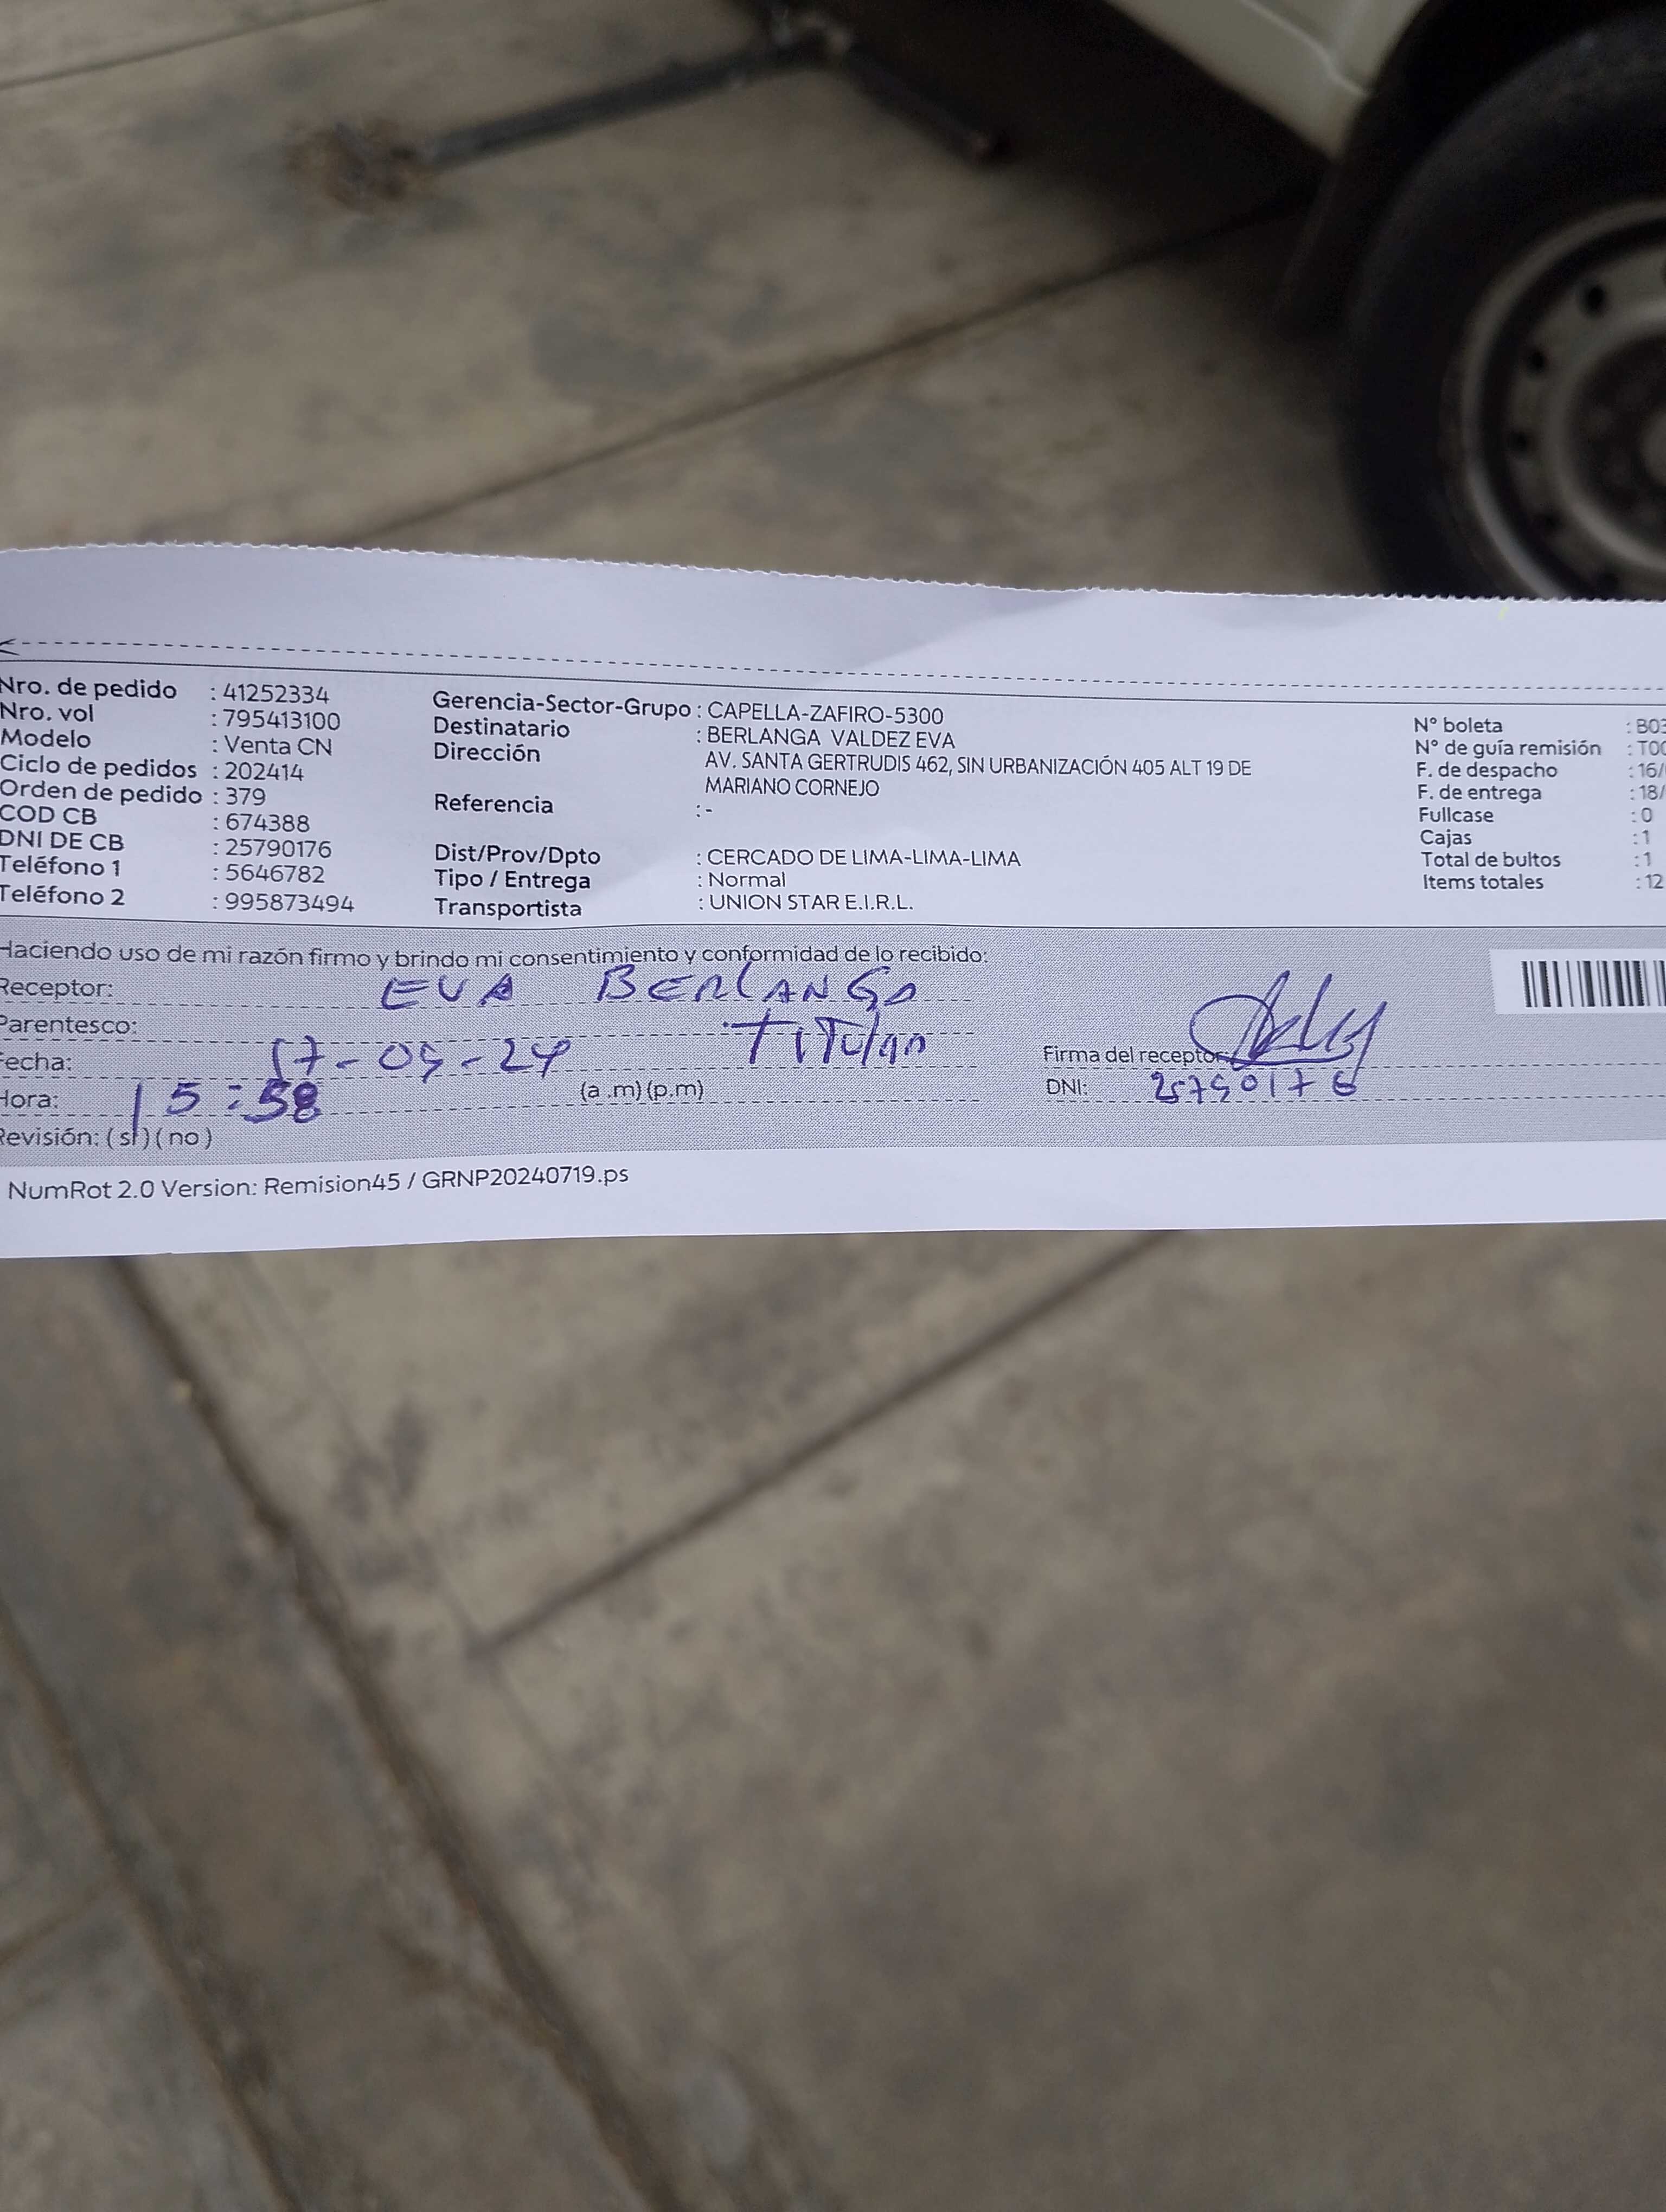 Nro. de pedido : 41252334
Nro. vol : 795413100
Modelo : Venta CN
Ciclo de pedidos : 202414
Orden de pedido : 379
COD CB : 674388
DNI DE CB : 25790176
Teléfono 1 : 5646782
Teléfono 2 : 995873494
Gerencia-Sector-Grupo : CAPELLA-ZAFIRO-5300
Destinatario : BERLANGA VALDEZ EVA
Dirección AV. SANTA GERTRUDIS 462, SIN URBANIZACIÓN 405 ALT 19 DE
MARIANO CORNEJO
Referencia : -
Dist/Prov/Dpto : CERCADO DE LIMA-LIMA-LIMA
Tipo / Entrega : Normal
Transportista : UNION STAR E.I.R.L.
N° boleta : B03
N° de guía remisión : T00
F. de despacho : 16/
F. de entrega : 18/
Fullcase : 0
Cajas : 1
Total de bultos : 1
Items totales : 12
Haciendo uso de mi razón firmo y brindo mi consentimiento y conformidad de lo recibido:
Receptor: EVA BERLANGA
Parentesco: TITular
Fecha: 17-09-24
Hora: 15:58 (a .m) (p.m)
Revisión: ( si ) ( no )
Firma del receptor
DNI: 25790176
NumRot 2.0 Version: Remision45 / GRNP20240719.ps